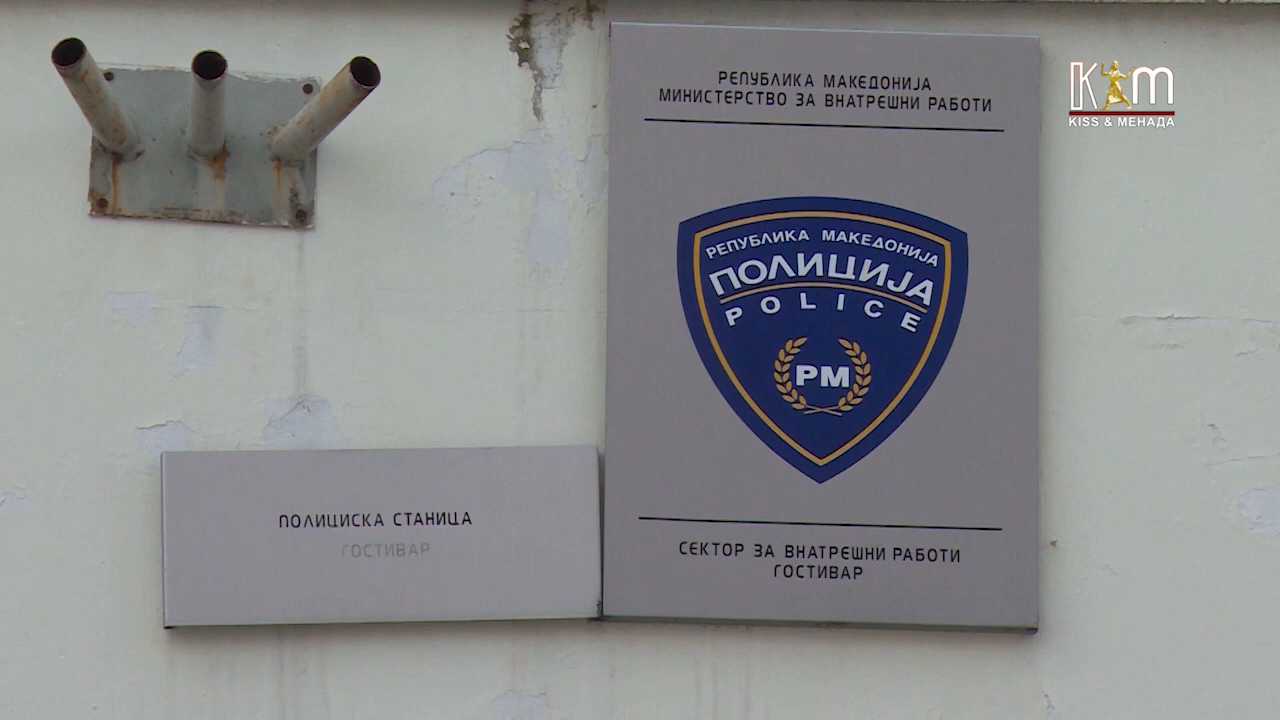 РЕПУБЛИКА МАКЕДОНИЈА
МИНИСТЕРСТВО ЗА ВНАТРЕШНИ РАБОТИ
РЕПУБЛИКА МАКЕДОНИЈА
ПОЛИЦИЈА
POLICE
РМ
СЕКТОР ЗА ВНАТРЕШНИ РАБОТИ
ГОСТИВАР
ПОЛИЦИСКА СТАНИЦА
ГОСТИВАР
KM
KISS & МЕНАДА